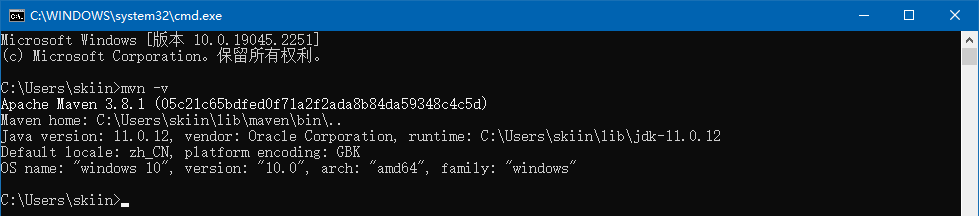 C:\WINDOWS\system32\cmd.exe
Microsoft Windows [版本 10.0.19045.2251]
(c) Microsoft Corporation。保留所有权利。
C:\Users\skiin>mvn -v
Apache Maven 3.8.1 (05c21c65bdfed0f71a2f2ada8b84da59348c4c5d)
Maven home: C:\Users\skiin\lib\maven\bin\..
Java version: 11.0.12, vendor: Oracle Corporation, runtime: C:\Users\skiin\lib\jdk-11.0.12
Default locale: zh_CN, platform encoding: GBK
OS name: "windows 10", version: "10.0", arch: "amd64", family: "windows"
C:\Users\skiin>